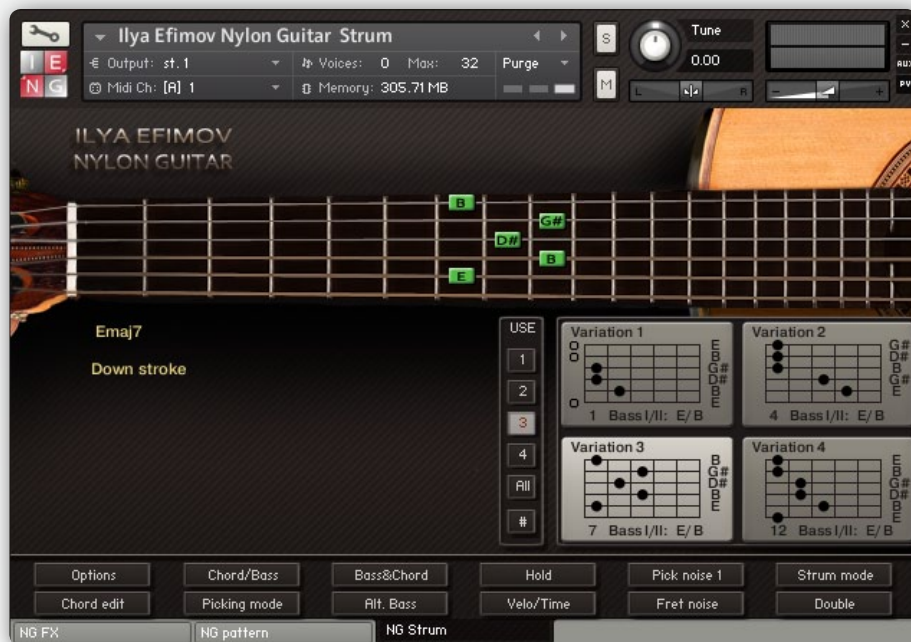 Ilya Efimov Nylon Guitar Strum
Output: st. 1
Voices: 0 Max: 32
Purge
Midi Ch: [A] 1
Memory: 305.71 MB
S
M
Tune
0.00
L R
- +
×
-
AUX
PV
I E
N G
ILYA EFIMOV
NYLON GUITAR
B
G#
D#
B
E
Emaj7
Down stroke
USE
1
2
3
4
All
#
Variation 1
E
B
G#
D#
B
E
1 Bass I/II: E/B
Variation 2
G#
D#
B
G#
E
4 Bass I/II: E/B
Variation 3
B
G#
D#
B
E
7 Bass I/II: E/B
Variation 4
E
B
G#
D#
B
E
12 Bass I/II: E/B
Options
Chord/Bass
Bass&Chord
Hold
Pick noise 1
Strum mode
Chord edit
Picking mode
Alt. Bass
Velo/Time
Fret noise
Double
NG FX
NG pattern
NG Strum